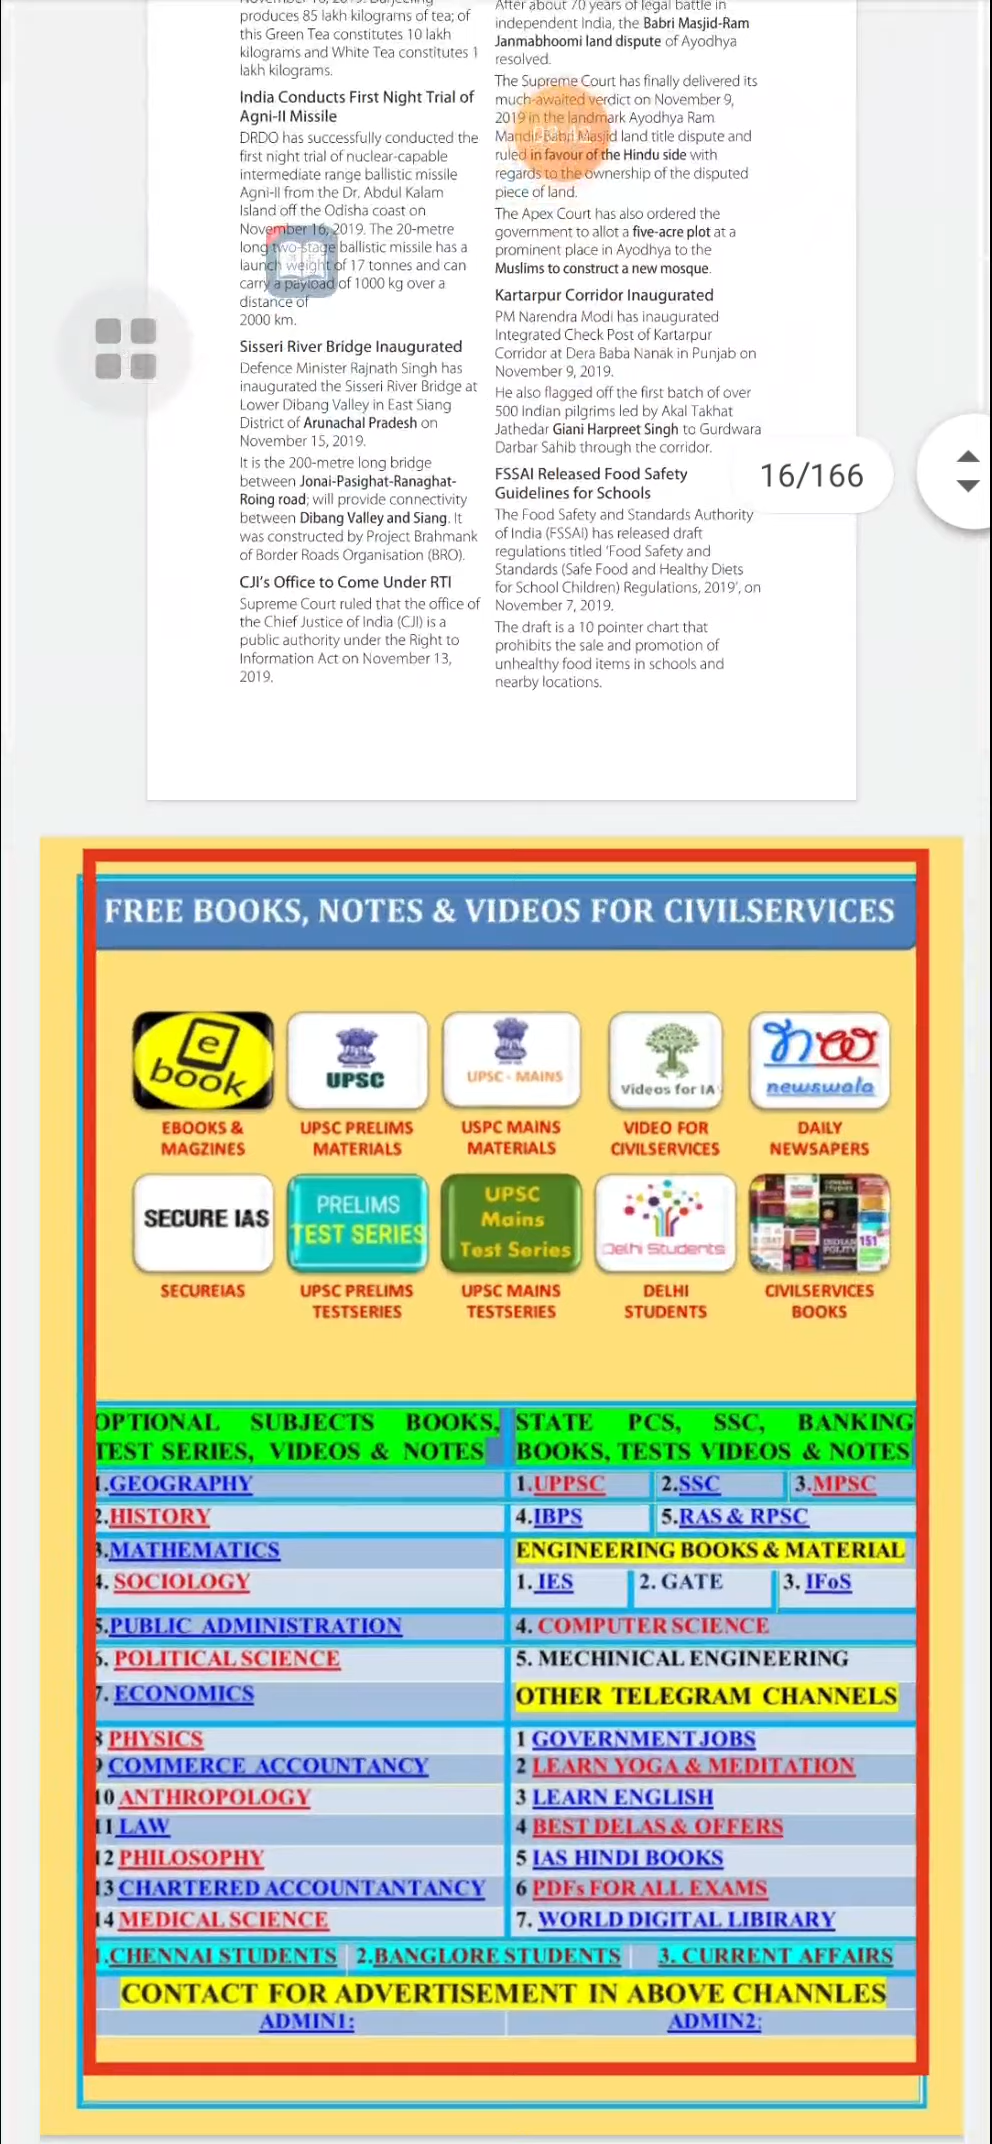 November 16, 2019. Darjeeling
produces 85 lakh kilograms of tea; of
this Green Tea constitutes 10 lakh
kilograms and White Tea constitutes 1
lakh kilograms.
India Conducts First Night Trial of
Agni-II Missile
DRDO has successfully conducted the
first night trial of nuclear-capable
intermediate range ballistic missile
Agni-II from the Dr. Abdul Kalam
Island off the Odisha coast on
November 16, 2019. The 20-metre
long two-stage ballistic missile has a
launch weight of 17 tonnes and can
carry a payload of 1000 kg over a
distance of
2000 km.
Sisseri River Bridge Inaugurated
Defence Minister Rajnath Singh has
inaugurated the Sisseri River Bridge at
Lower Dibang Valley in East Siang
District of Arunachal Pradesh on
November 15, 2019.
It is the 200-metre long bridge
between Jonai-Pasighat-Ranaghat-
Roing road; will provide connectivity
between Dibang Valley and Siang. It
was constructed by Project Brahmank
of Border Roads Organisation (BRO).
CJI's Office to Come Under RTI
Supreme Court ruled that the office of
the Chief Justice of India (CJI) is a
public authority under the Right to
Information Act on November 13,
2019.
After about 70 years of legal battle in
independent India, the Babri Masjid-Ram
Janmabhoomi land dispute of Ayodhya
resolved.
The Supreme Court has finally delivered its
much-awaited verdict on November 9,
2019 in the landmark Ayodhya Ram
Mandir-Babri Masjid land title dispute and
ruled in favour of the Hindu side with
regards to the ownership of the disputed
piece of land.
The Apex Court has also ordered the
government to allot a five-acre plot at a
prominent place in Ayodhya to the
Muslims to construct a new mosque.
Kartarpur Corridor Inaugurated
PM Narendra Modi has inaugurated
Integrated Check Post of Kartarpur
Corridor at Dera Baba Nanak in Punjab on
November 9, 2019.
He also flagged off the first batch of over
500 Indian pilgrims led by Akal Takhat
Jathedar Giani Harpreet Singh to Gurdwara
Darbar Sahib through the corridor.
FSSAI Released Food Safety
Guidelines for Schools
The Food Safety and Standards Authority
of India (FSSAI) has released draft
regulations titled 'Food Safety and
Standards (Safe Food and Healthy Diets
for School Children) Regulations, 2019', on
November 7, 2019.
The draft is a 10 pointer chart that
prohibits the sale and promotion of
unhealthy food items in schools and
nearby locations.
16/166
FREE BOOKS, NOTES & VIDEOS FOR CIVILSERVICES
e book
UPSC
UPSC - MAINS
Videos for IA
newswala
EBOOKS & MAGZINES
UPSC PRELIMS MATERIALS
USPC MAINS MATERIALS
VIDEO FOR CIVILSERVICES
DAILY NEWSAPERS
SECURE IAS
PRELIMS TEST SERIES
UPSC Mains Test Series
Delhi Students
INDIAN POLITY 151
SECUREIAS
UPSC PRELIMS TESTSERIES
UPSC MAINS TESTSERIES
DELHI STUDENTS
CIVILSERVICES BOOKS
OPTIONAL SUBJECTS BOOKS,
TEST SERIES, VIDEOS & NOTES
STATE PCS, SSC, BANKING
BOOKS, TESTS VIDEOS & NOTES
1.GEOGRAPHY
1.UPPSC 2.SSC 3.MPSC
2.HISTORY
4.IBPS 5.RAS & RPSC
3.MATHEMATICS
ENGINEERING BOOKS & MATERIAL
4. SOCIOLOGY
1. IES 2. GATE 3. IFoS
5.PUBLIC ADMINISTRATION
4. COMPUTER SCIENCE
6. POLITICAL SCIENCE
5. MECHINICAL ENGINEERING
7. ECONOMICS
OTHER TELEGRAM CHANNELS
8 PHYSICS
1 GOVERNMENT JOBS
9 COMMERCE ACCOUNTANCY
2 LEARN YOGA & MEDITATION
10 ANTHROPOLOGY
3 LEARN ENGLISH
11 LAW
4 BEST DELAS & OFFERS
12 PHILOSOPHY
5 IAS HINDI BOOKS
13 CHARTERED ACCOUNTANTANCY
6 PDFs FOR ALL EXAMS
14 MEDICAL SCIENCE
7. WORLD DIGITAL LIBIRARY
1.CHENNAI STUDENTS 2.BANGLORE STUDENTS 3. CURRENT AFFAIRS
CONTACT FOR ADVERTISEMENT IN ABOVE CHANNLES
ADMIN1: ADMIN2: